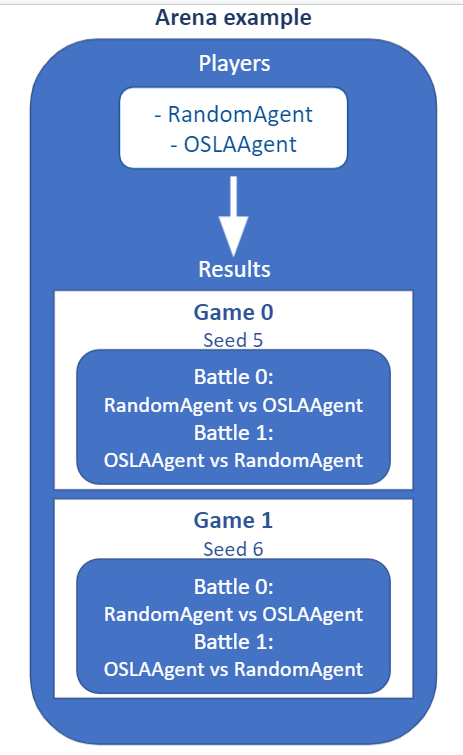 Arena example
Players
- RandomAgent
- OSLAAgent
Results
Game 0
Seed 5
Battle 0:
RandomAgent vs OSLAAgent
Battle 1:
OSLAAgent vs RandomAgent
Game 1
Seed 6
Battle 0:
RandomAgent vs OSLAAgent
Battle 1:
OSLAAgent vs RandomAgent